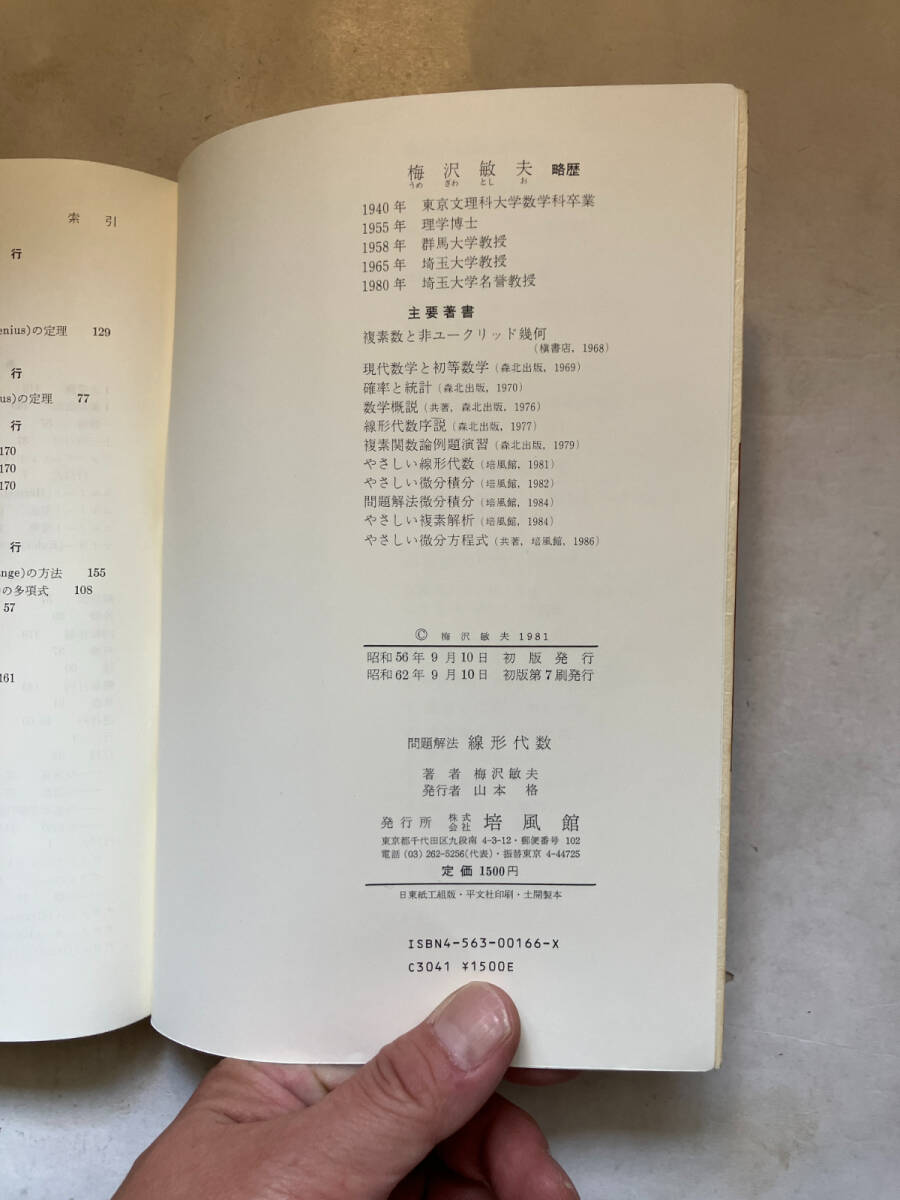 索引
行
enius)の定理 129
行
us)の定理 77
行
170
170
170
行
nge)の方法 155
の多項式 108
57
161
梅沢敏夫 略歴
うめ ざわ とし お
1940年 東京文理科大学数学科卒業
1955年 理学博士
1958年 群馬大学教授
1965年 埼玉大学教授
1980年 埼玉大学名誉教授
主要著書
複素数と非ユークリッド幾何
(槇書店, 1968)
現代数学と初等数学 (森北出版, 1969)
確率と統計 (森北出版, 1970)
数学概説 (共著, 森北出版, 1976)
線形代数序説 (森北出版, 1977)
複素関数論例題演習 (森北出版, 1979)
やさしい線形代数 (培風館, 1981)
やさしい微分積分 (培風館, 1982)
問題解法微分積分 (培風館, 1984)
やさしい複素解析 (培風館, 1984)
やさしい微分方程式 (共著, 培風館, 1986)
© 梅沢敏夫 1981
昭和56年9月10日 初版発行
昭和62年9月10日 初版第7刷発行
問題解法 線形代数
著者 梅沢敏夫
発行者 山本格
発行所 株式会社 培風館
東京都千代田区九段南 4-3-12・郵便番号 102
電話 (03) 262-5256 (代表)・振替東京 4-44725
定価 1500円
日東紙工組版・平文社印刷・土開製本
ISBN4-563-00166-X
C3041 ¥1500E